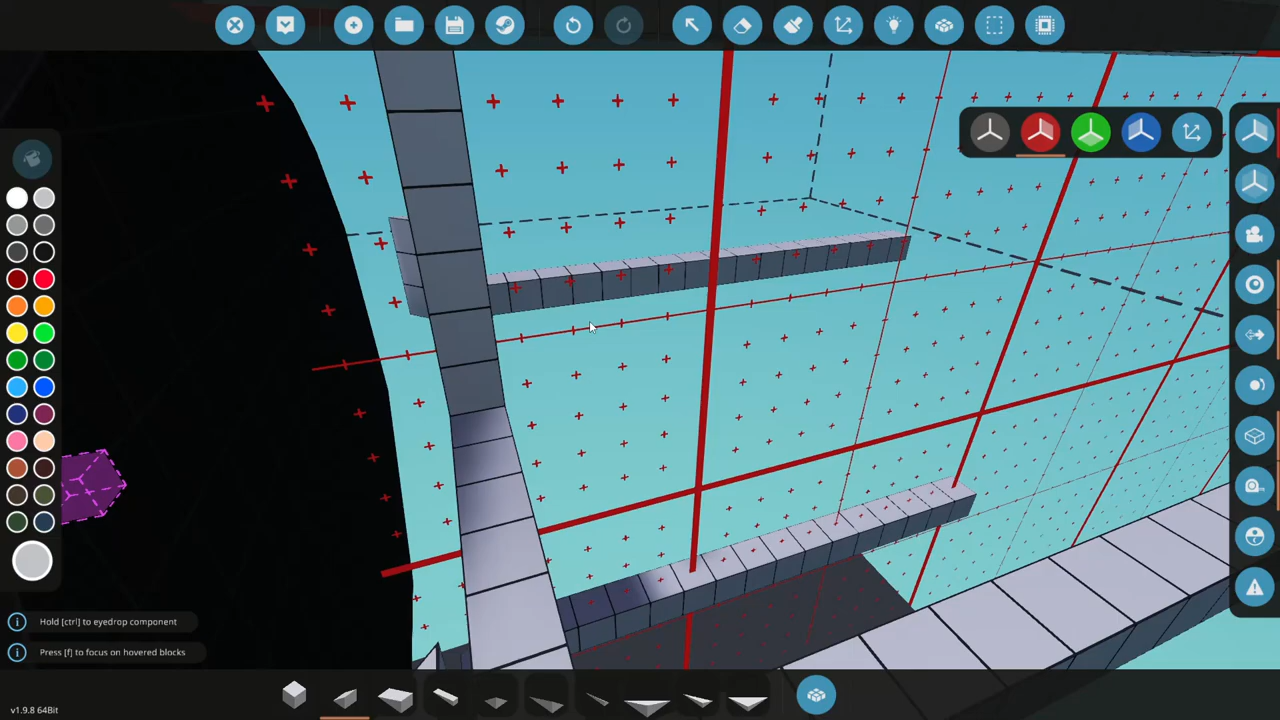 Hold [ctrl] to eyedrop component
Press [f] to focus on hovered blocks
v1.9.8 64Bit